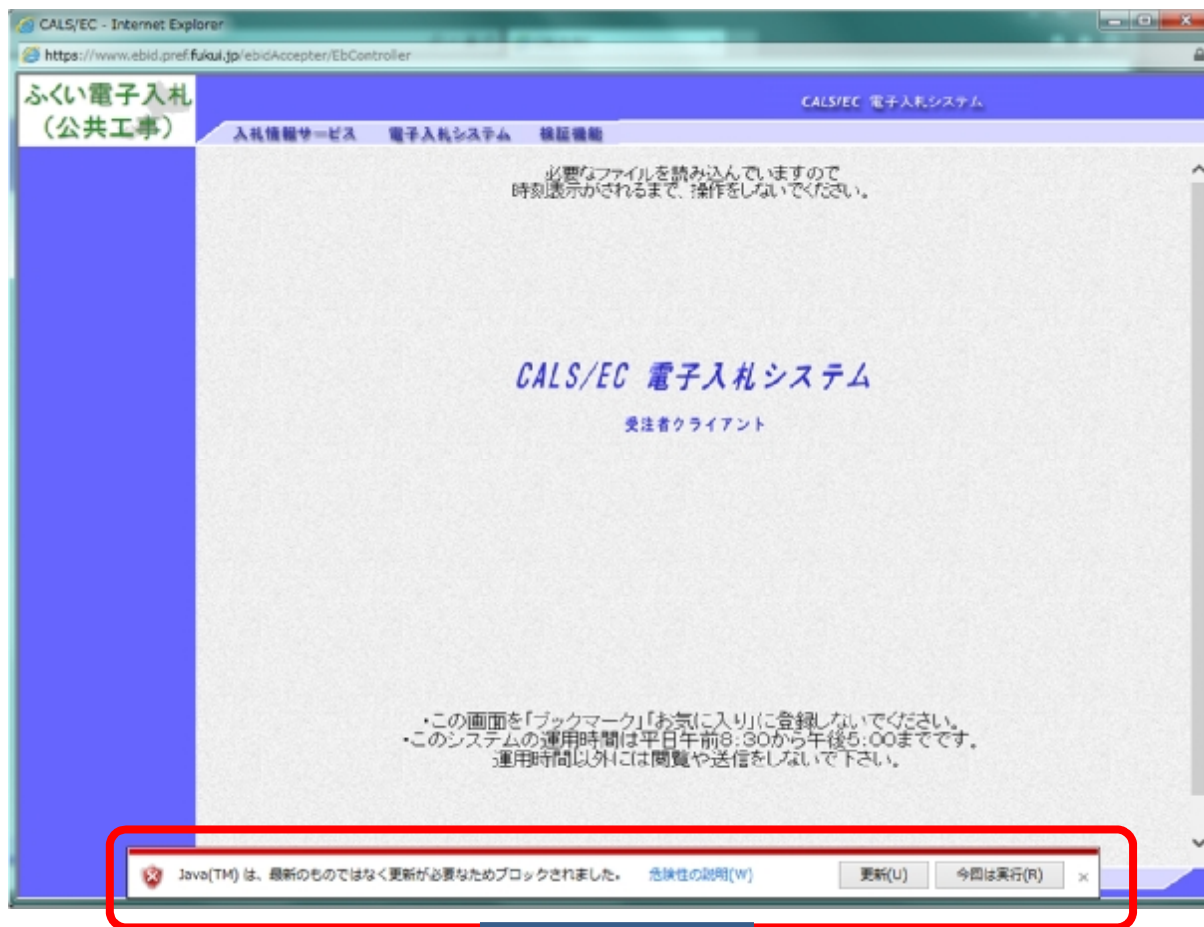 CALS/EC - Internet Explorer
https://www.ebid.pref.fukui.jp/ebidAccepter/EbController
ふくい電子入札
(公共工事)
CALS/EC 電子入札システム
入札情報サービス 電子入札システム 検証機能
必要なファイルを読み込んでいますので
時刻表示がされるまで、操作をしないでください。
CALS/EC 電子入札システム
受注者クライアント
・この画面を「ブックマーク」「お気に入り」に登録しないでください。
・このシステムの運用時間は平日午前8:30から午後5:00までです。
運用時間以外には閲覧や送信をしないで下さい。
Java(TM) は、最新のものではなく更新が必要なためブロックされました。 危険性の説明(W) 更新(U) 今回は実行(R) ×